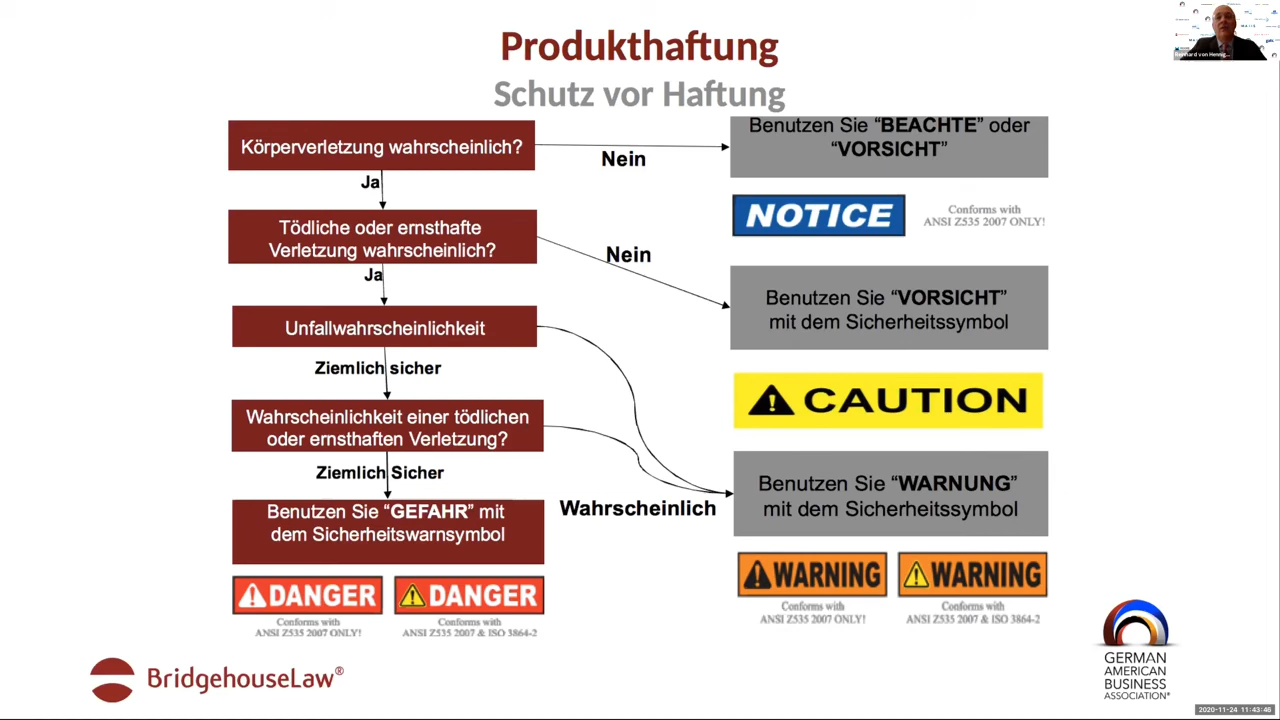 Produkthaftung
Schutz vor Haftung
Körperverletzung wahrscheinlich?
Nein
Benutzen Sie “BEACHTE” oder
“VORSICHT”
Ja
NOTICE
Conforms with
ANSI Z535 2007 ONLY!
Tödliche oder ernsthafte
Verletzung wahrscheinlich?
Nein
Ja
Benutzen Sie “VORSICHT”
mit dem Sicherheitssymbol
Unfallwahrscheinlichkeit
Ziemlich sicher
CAUTION
Wahrscheinlichkeit einer tödlichen
oder ernsthaften Verletzung?
Ziemlich Sicher
Wahrscheinlich
Benutzen Sie “WARNUNG”
mit dem Sicherheitssymbol
Benutzen Sie “GEFAHR” mit
dem Sicherheitswarnsymbol
DANGER
Conforms with
ANSI Z535 2007 ONLY!
DANGER
Conforms with
ANSI Z535 2007 & ISO 3864-2
WARNING
Conforms with
ANSI Z535 2007 ONLY!
WARNING
Conforms with
ANSI Z535 2007 & ISO 3864-2
BridgehouseLaw®
GERMAN
AMERICAN
BUSINESS
ASSOCIATION*
2020-11-24 11:43:46